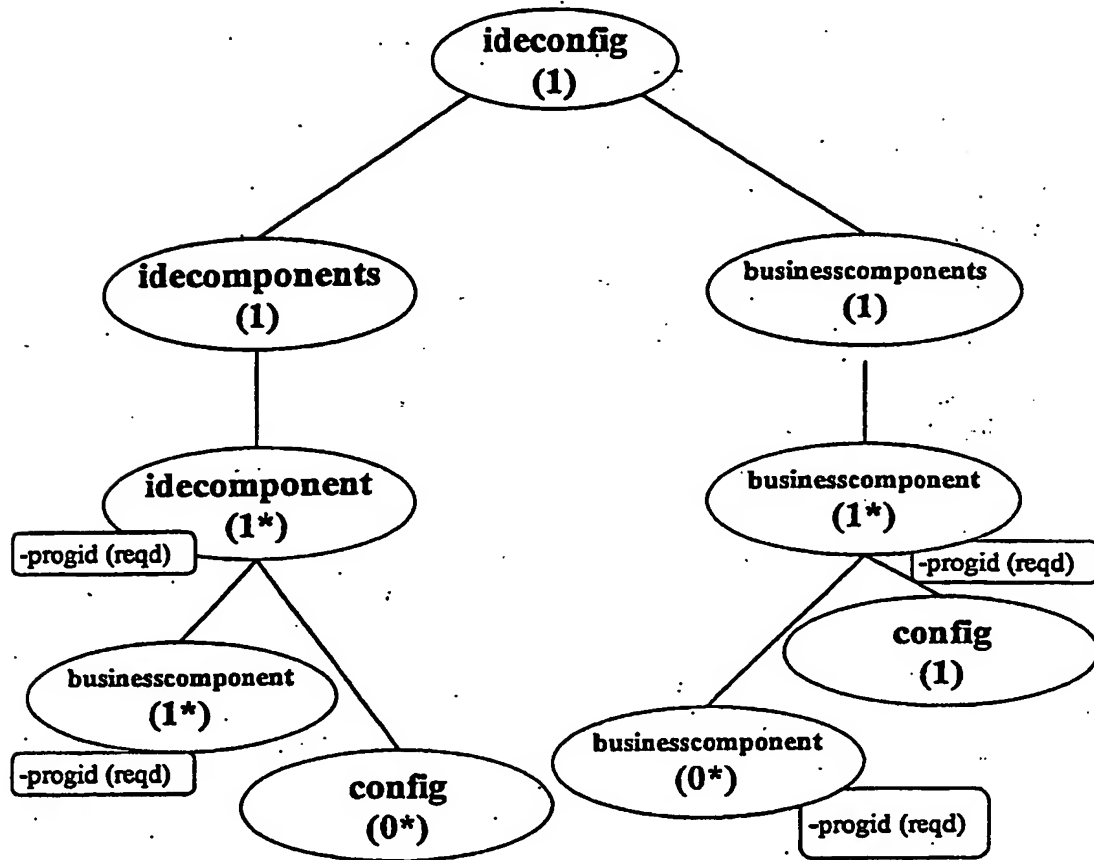 ideconfig
(1)
idecomponents
(1)
businesscomponents
(1)
idecomponent
(1*)
-progid (reqd)
businesscomponent
(1*)
-progid (reqd)
businesscomponent
(1*)
-progid (reqd)
config
(0*)
config
(1)
businesscomponent
(0*)
-progid (reqd)